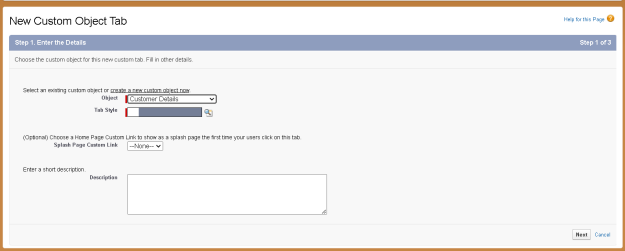 New Custom Object Tab
Help for this Page
Step 1. Enter the Details
Step 1 of 3
Choose the custom object for this new custom tab. Fill in other details.
Select an existing custom object or create a new custom object now.
Object
Customer Details
Tab Style
(Optional) Choose a Home Page Custom Link to show as a splash page the first time your users click on this tab.
Splash Page Custom Link
--None--
Enter a short description.
Description
Next
Cancel